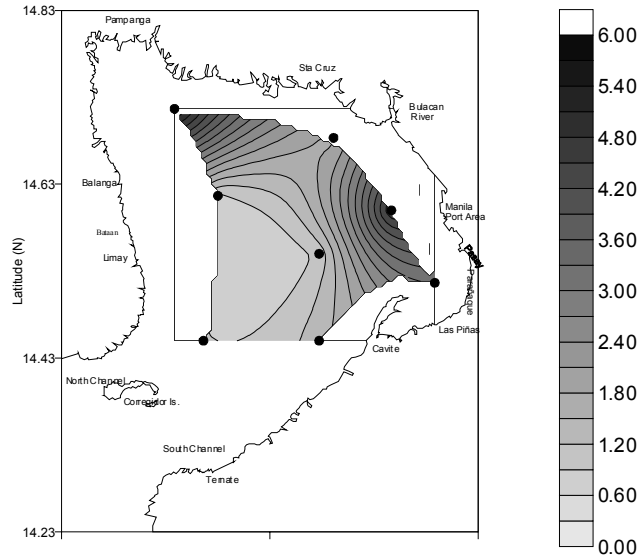 14.83
Pampanga
6.00
Sta Cruz
5.40
Bulacan
River
4.80
14.63
Balanga
4.20
Manila
Port Area
Bataan
3.60
Limay
Pasig
Parañaque
3.00
Latitude (N)
Las Piñas
2.40
14.43
Cavite
North Channel
1.80
Corregidor Is.
1.20
South Channel
Ternate
0.60
14.23
0.00